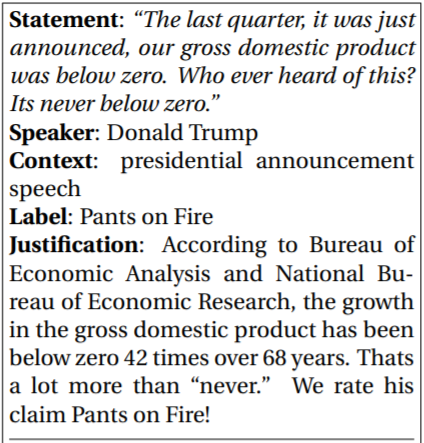 Statement: “The last quarter, it was just
announced, our gross domestic product
was below zero. Who ever heard of this?
Its never below zero.”
Speaker: Donald Trump
Context: presidential announcement
speech
Label: Pants on Fire
Justification: According to Bureau of
Economic Analysis and National Bu-
reau of Economic Research, the growth
in the gross domestic product has been
below zero 42 times over 68 years. Thats
a lot more than “never.” We rate his
claim Pants on Fire!